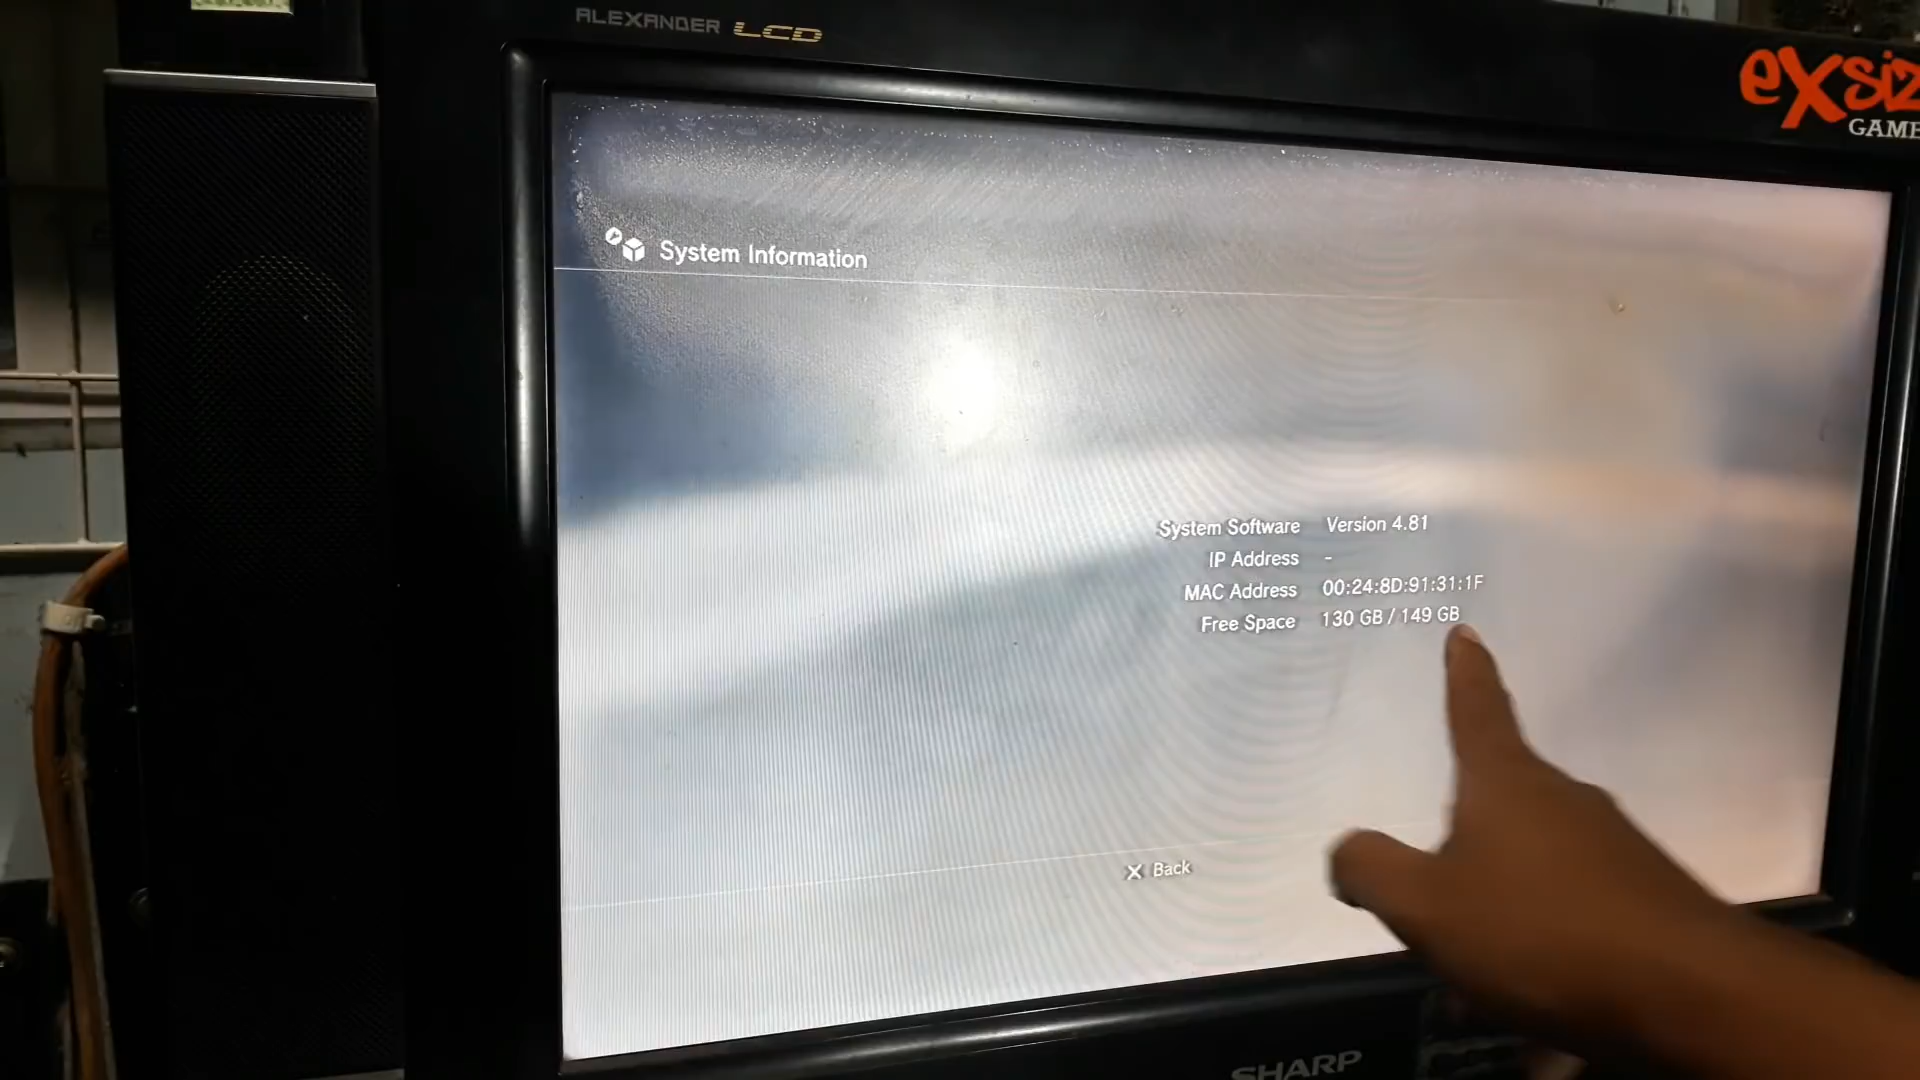 ALEXANDER LCD
GAME
System Information
System Software Version 4.81
IP Address -
MAC Address 00:24:8D:91:31:1F
Free Space 130 GB / 149 GB
X Back
SHARP